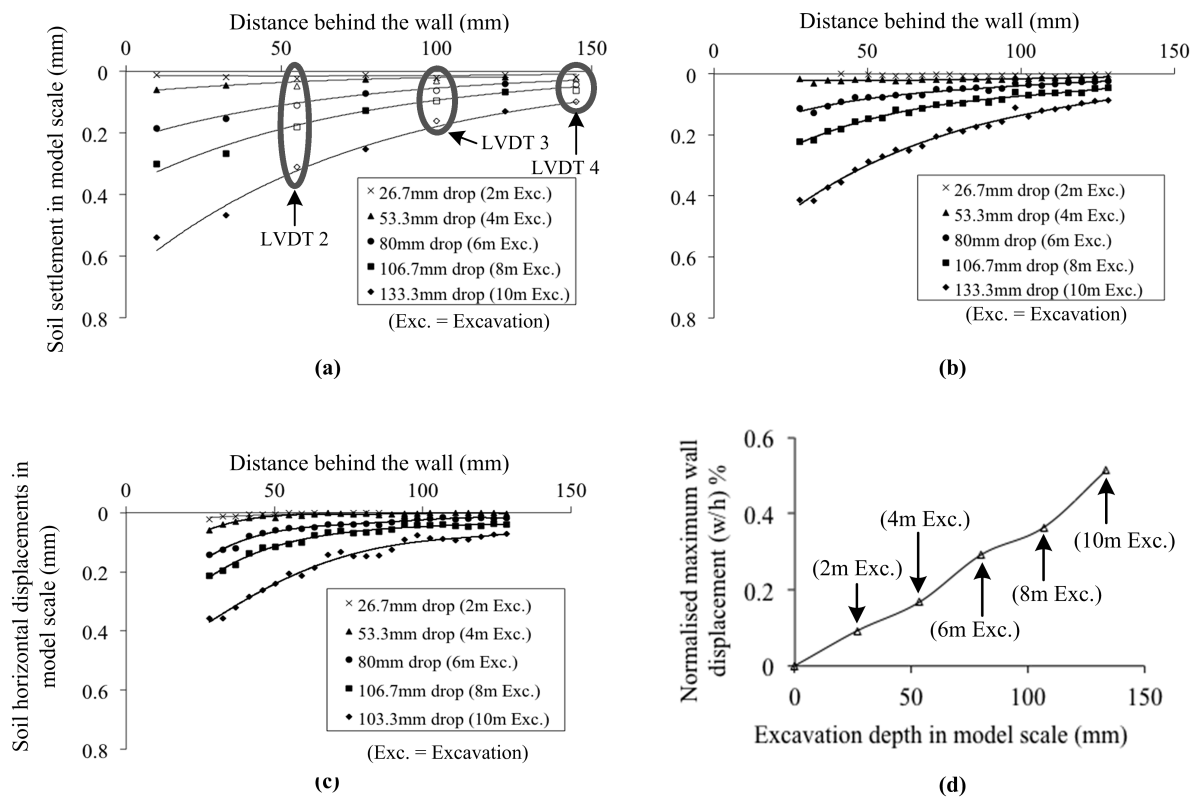 Distance behind the wall (mm)
0 50 100 150
Soil settlement in model scale (mm)
0
0.2
0.4
0.6
0.8
LVDT 3
LVDT 4
LVDT 2
26.7mm drop (2m Exc.)
53.3mm drop (4m Exc.)
80mm drop (6m Exc.)
106.7mm drop (8m Exc.)
133.3mm drop (10m Exc.)
(Exc. = Excavation)
(a)
Distance behind the wall (mm)
0 50 100 150
0
0.2
0.4
0.6
0.8
26.7mm drop (2m Exc.)
53.3mm drop (4m Exc.)
80mm drop (6m Exc.)
106.7mm drop (8m Exc.)
133.3mm drop (10m Exc.)
(Exc. = Excavation)
(b)
Distance behind the wall (mm)
0 50 100 150
Soil horizontal displacements in
model scale (mm)
0
0.2
0.4
0.6
0.8
26.7mm drop (2m Exc.)
53.3mm drop (4m Exc.)
80mm drop (6m Exc.)
106.7mm drop (8m Exc.)
103.3mm drop (10m Exc.)
(Exc. = Excavation)
(c)
Normalised maximum wall
displacement (w/h) %
0.6
0.4
0.2
0
(4m Exc.)
(2m Exc.)
(10m Exc.)
(8m Exc.)
(6m Exc.)
0 50 100 150
Excavation depth in model scale (mm)
(d)